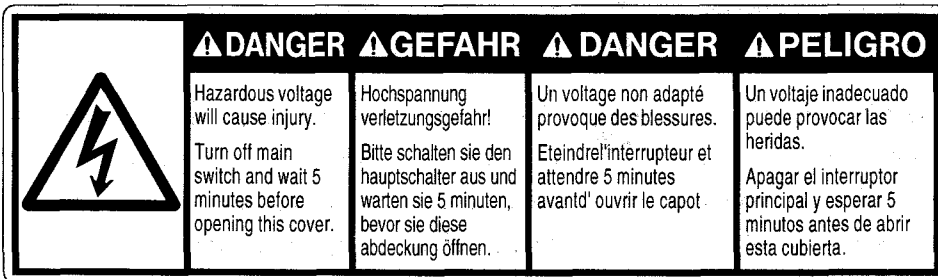 ⚠DANGER
Hazardous voltage
will cause injury.
Turn off main
switch and wait 5
minutes before
opening this cover.
⚠GEFAHR
Hochspannung
verletzungsgefahr!
Bitte schalten sie den
hauptschalter aus und
warten sie 5 minuten,
bevor sie diese
abdeckung öffnen.
⚠DANGER
Un voltage non adapté
provoque des blessures.
Eteindrel'interrupteur et
attendre 5 minutes
avantd' ouvrir le capot
⚠PELIGRO
Un voltaje inadecuado
puede provocar las
heridas.
Apagar el interruptor
principal y esperar 5
minutos antes de abrir
esta cubierta.